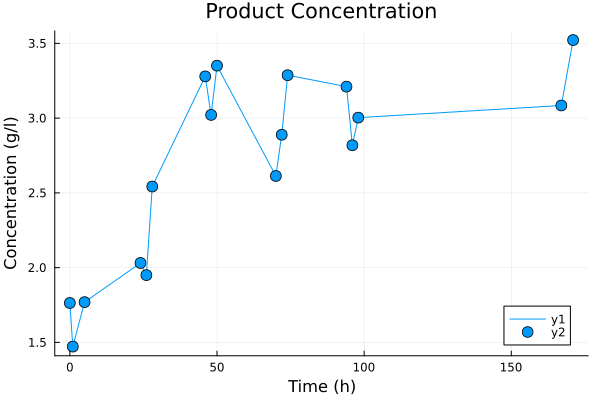 Product Concentration
Concentration (g/l)
3.5
3.0
2.5
2.0
1.5
0
50
100
150
Time (h)
y1
y2